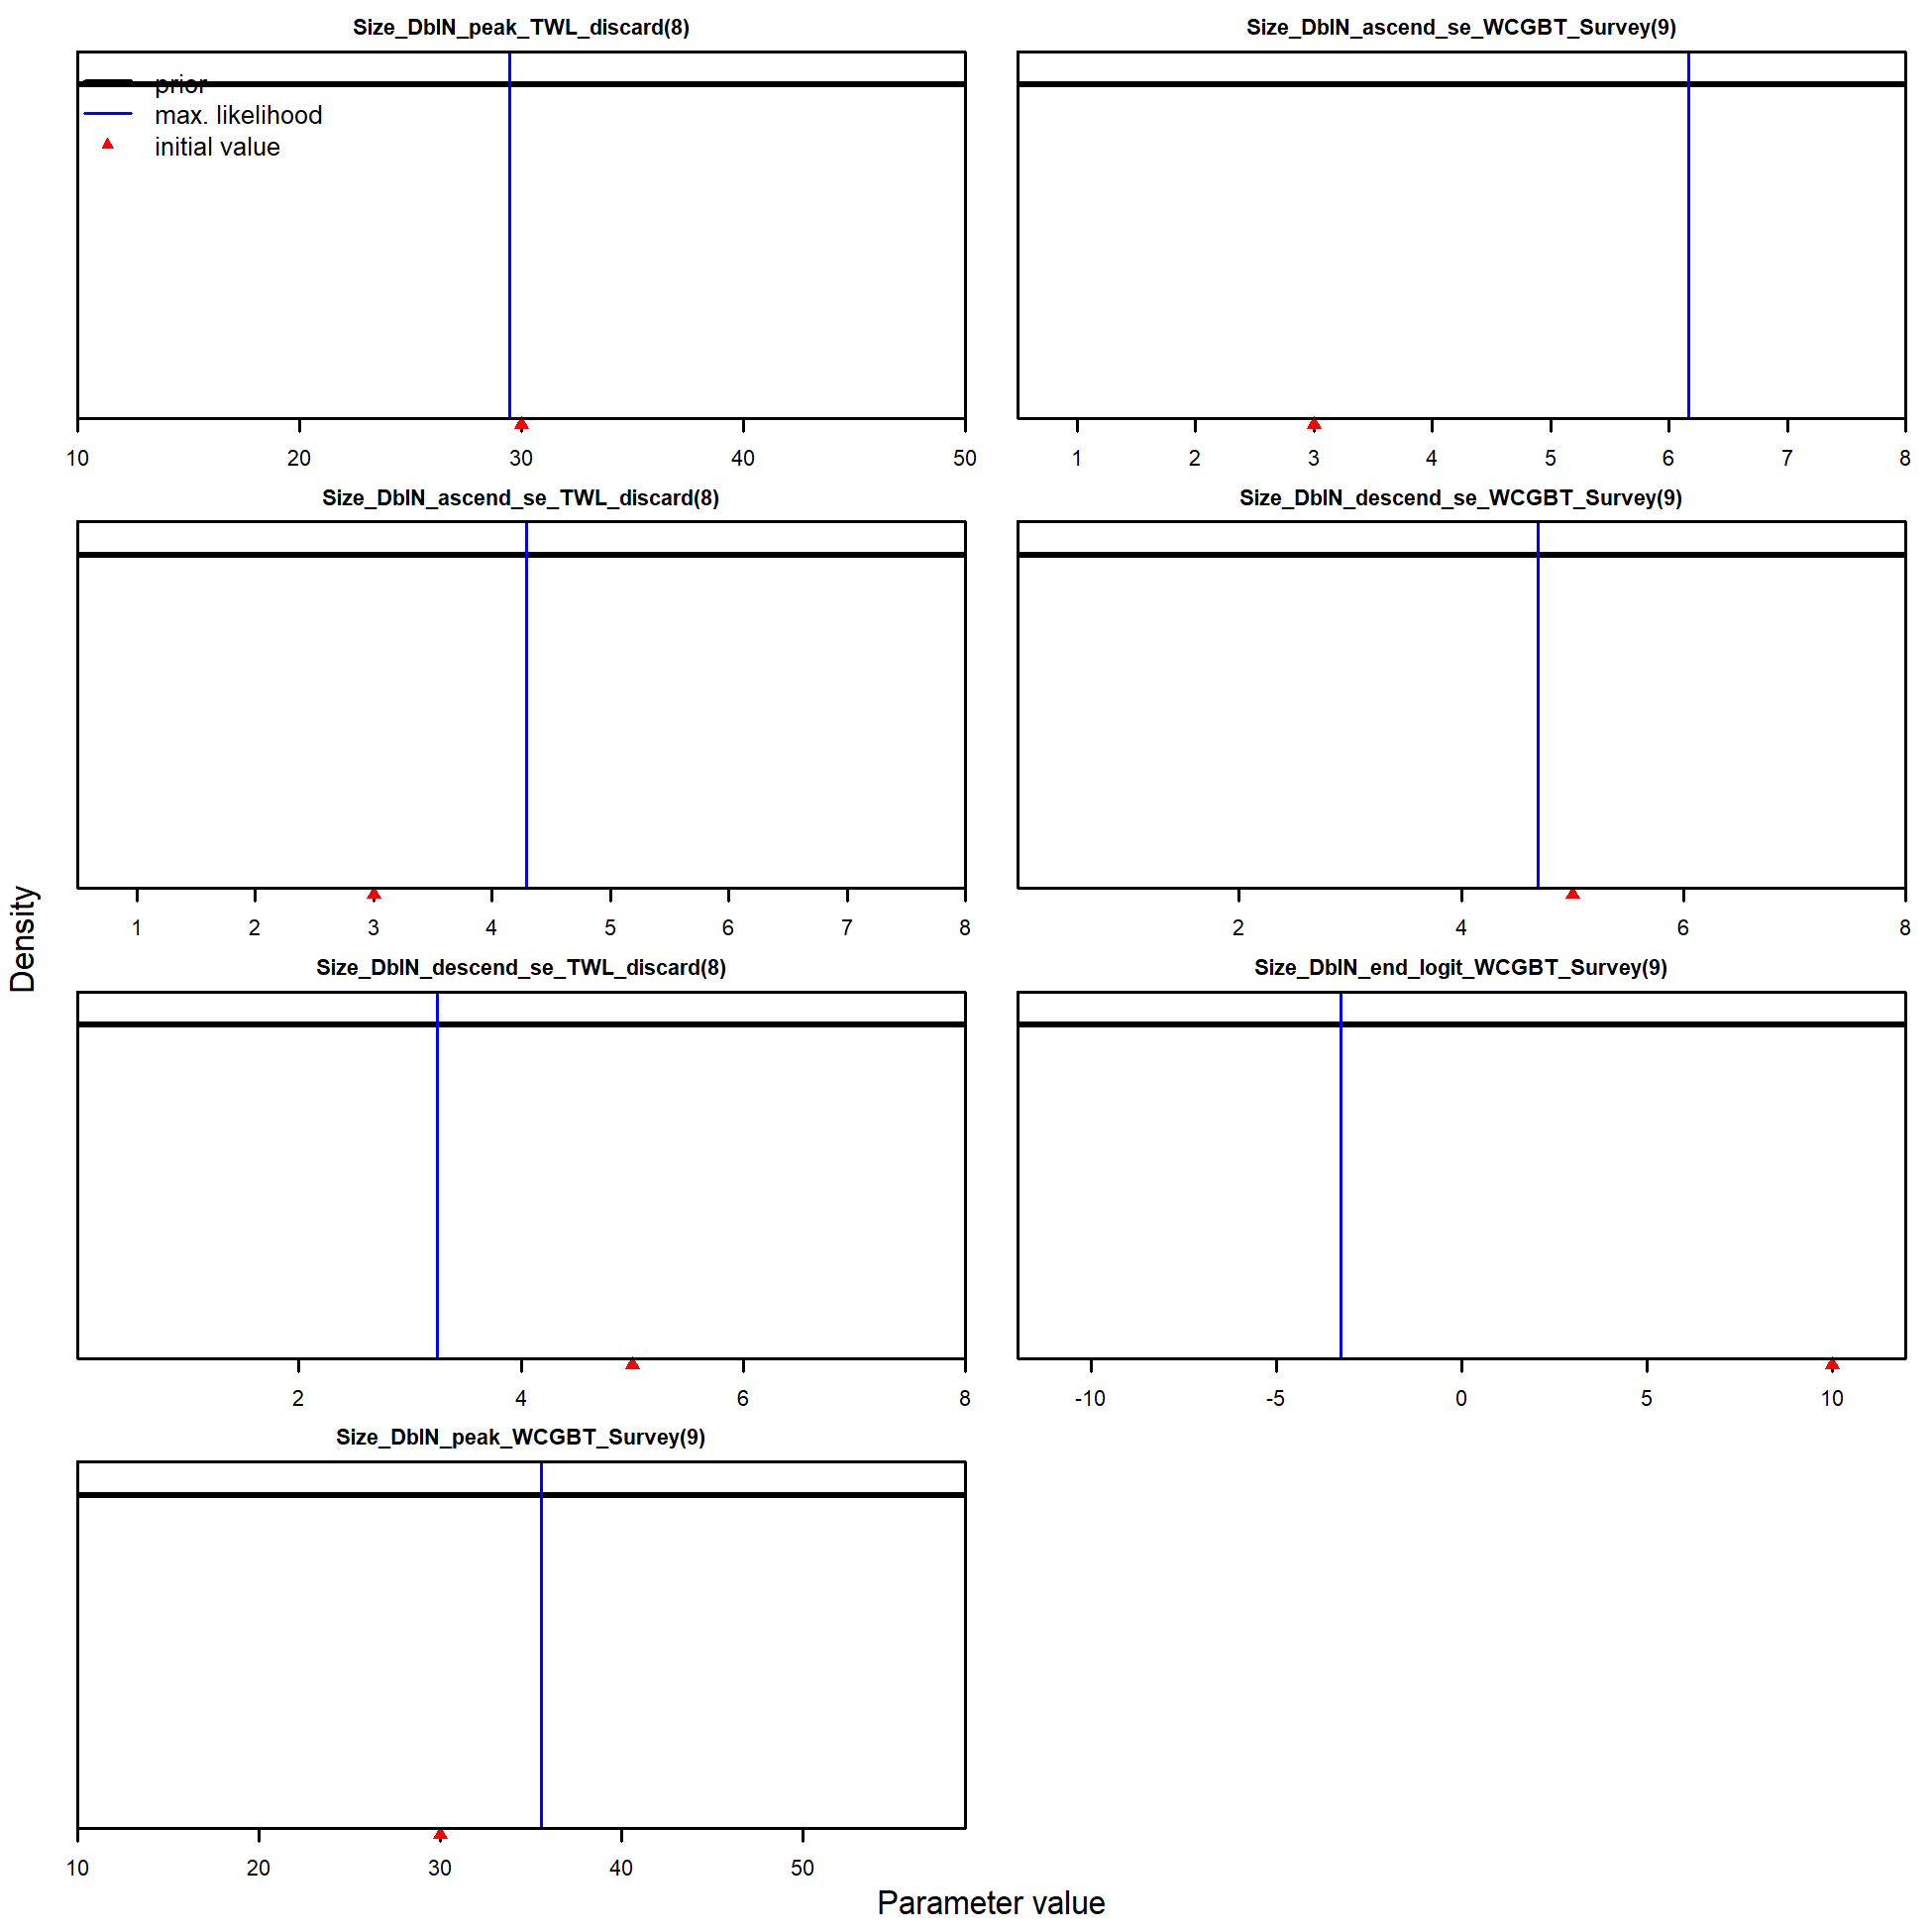 Size_DblN_peak_TWL_discard(8)
prior
max. likelihood
initial value
10 20 30 40 50
Size_DblN_ascend_se_WCGBT_Survey(9)
1 2 3 4 5 6 7 8
Size_DblN_ascend_se_TWL_discard(8)
1 2 3 4 5 6 7 8
Size_DblN_descend_se_WCGBT_Survey(9)
2 4 6 8
Size_DblN_descend_se_TWL_discard(8)
2 4 6 8
Size_DblN_end_logit_WCGBT_Survey(9)
-10 -5 0 5 10
Size_DblN_peak_WCGBT_Survey(9)
10 20 30 40 50
Density
Parameter value